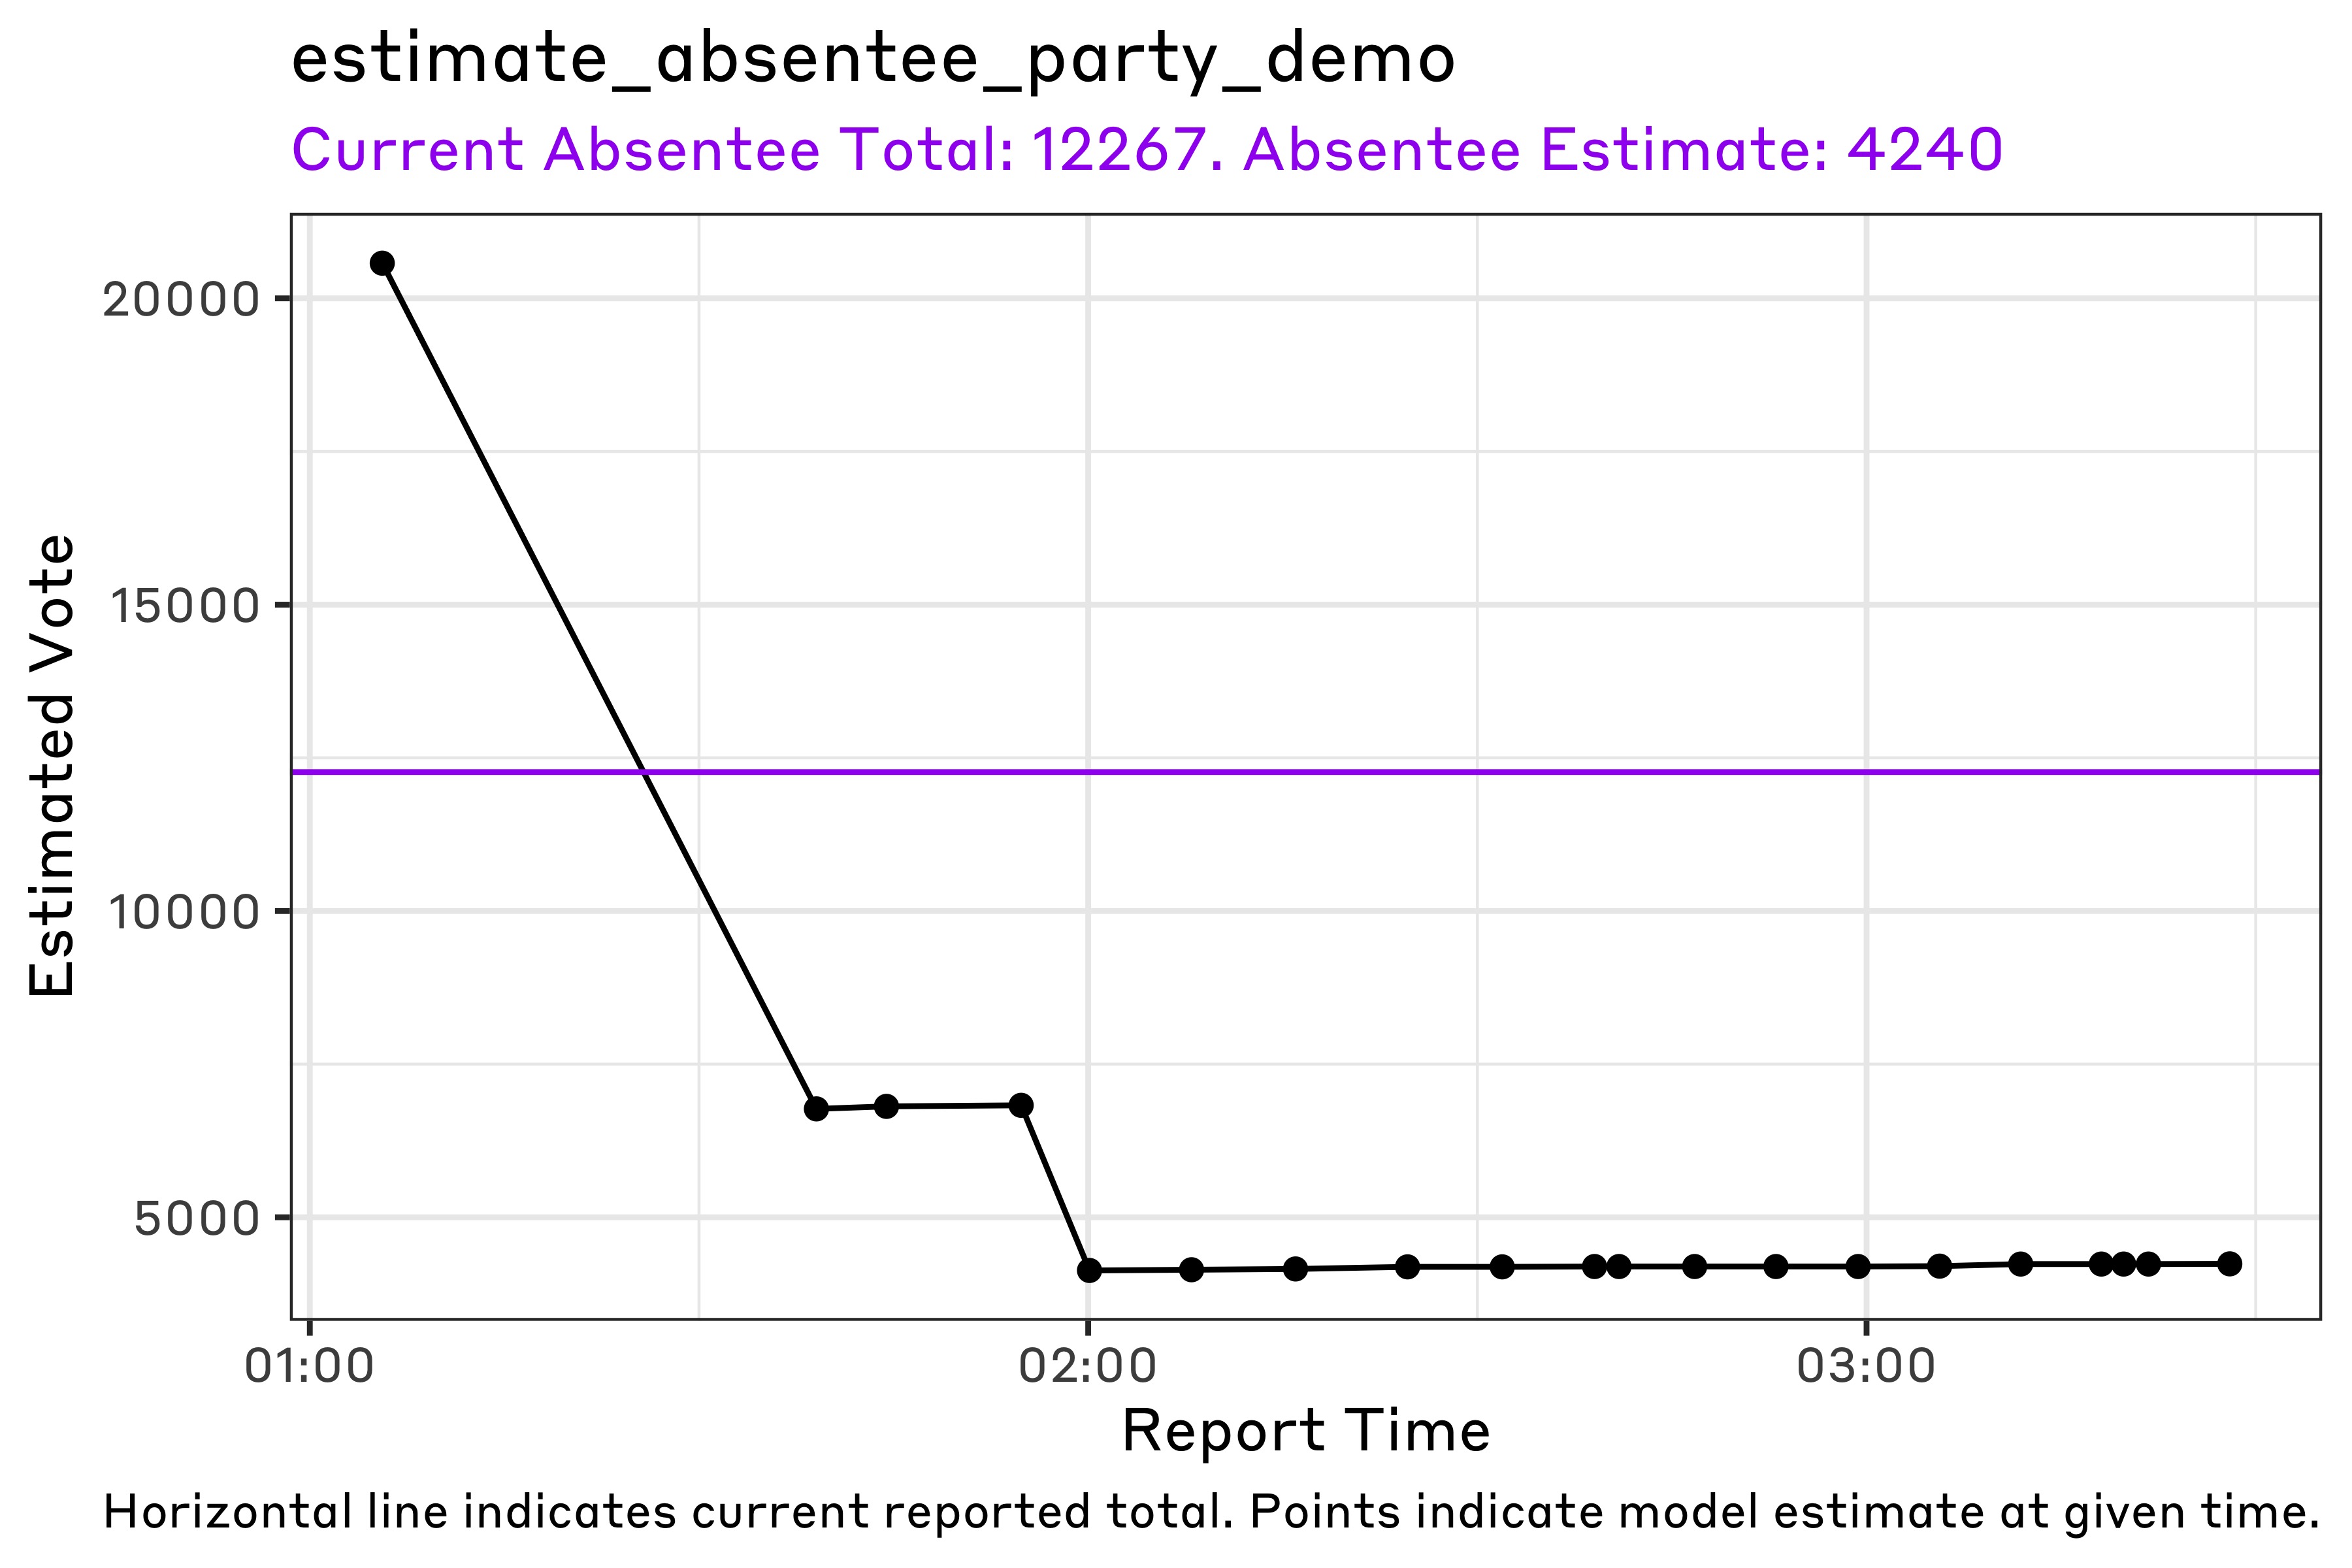 estimate_absentee_party_demo
Current Absentee Total: 12267. Absentee Estimate: 4240
Estimated Vote
20000
15000
10000
5000
01:00 02:00 03:00
Report Time
Horizontal line indicates current reported total. Points indicate model estimate at given time.